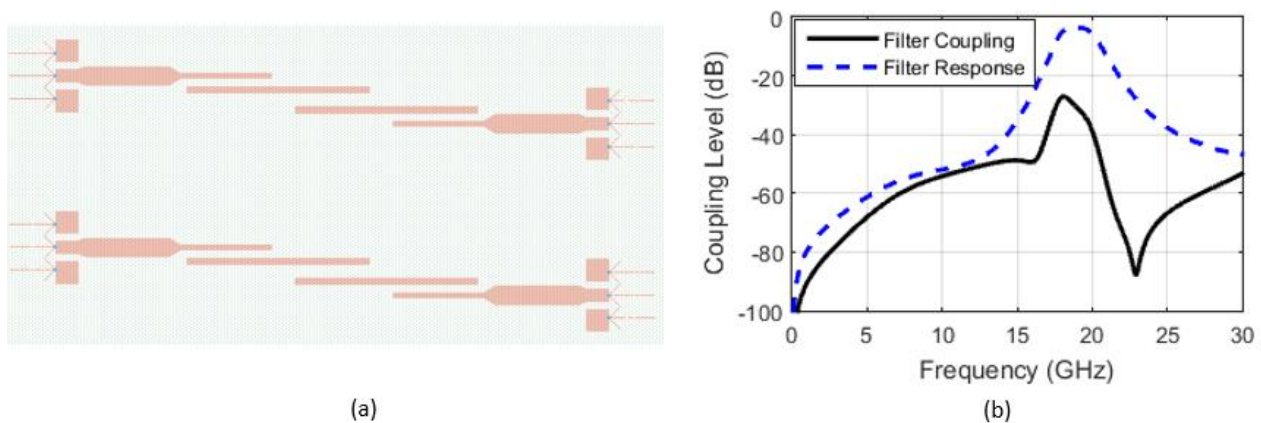 0
-20
-40
-60
-80
-100
Coupling Level (dB)
Filter Coupling
Filter Response
0 5 10 15 20 25 30
Frequency (GHz)
(a)
(b)